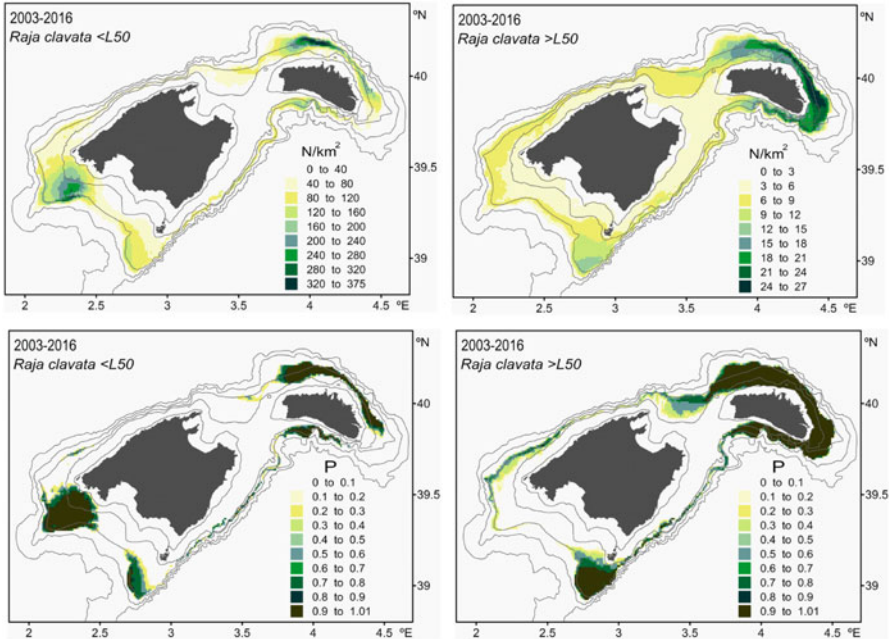 2003-2016
Raja clavata <L50
ºN
40
39.5
39
N/km2
0 to 40
40 to 80
80 to 120
120 to 160
160 to 200
200 to 240
240 to 280
280 to 320
320 to 375
2 2.5 3 3.5 4 4.5 ºE
2003-2016
Raja clavata >L50
ºN
40
39.5
39
N/km2
0 to 3
3 to 6
6 to 9
9 to 12
12 to 15
15 to 18
18 to 21
21 to 24
24 to 27
2 2.5 3 3.5 4 4.5 ºE
2003-2016
Raja clavata <L50
ºN
40
39.5
39
P
0 to 0.1
0.1 to 0.2
0.2 to 0.3
0.3 to 0.4
0.4 to 0.5
0.5 to 0.6
0.6 to 0.7
0.7 to 0.8
0.8 to 0.9
0.9 to 1.01
2 2.5 3 3.5 4 4.5 ºE
2003-2016
Raja clavata >L50
ºN
40
39.5
39
P
0 to 0.1
0.1 to 0.2
0.2 to 0.3
0.3 to 0.4
0.4 to 0.5
0.5 to 0.6
0.6 to 0.7
0.7 to 0.8
0.8 to 0.9
0.9 to 1.01
2 2.5 3 3.5 4 4.5 ºE